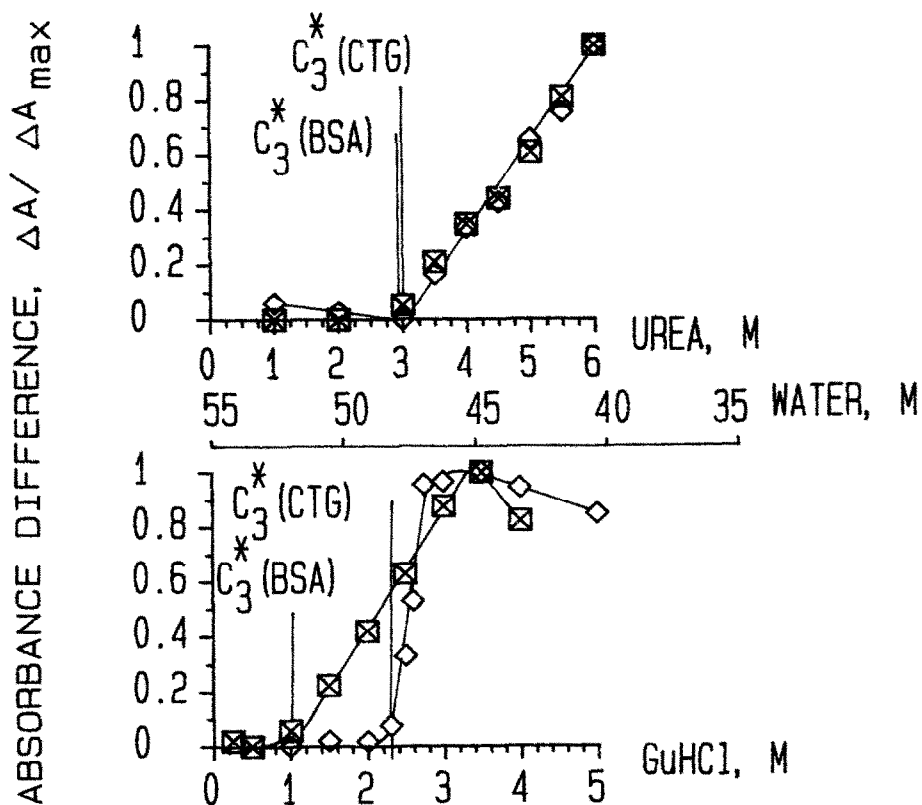 ABSORBANCE DIFFERENCE, ΔA/ ΔA max
1
0.8
0.6
0.4
0.2
0
C*3 (CTG)
C*3 (BSA)
0 1 2 3 4 5 6 UREA, M
55 50 45 40 35 WATER, M
1
0.8
0.6
0.4
0.2
0
C*3 (CTG)
C*3 (BSA)
0 1 2 3 4 5 GuHCl, M